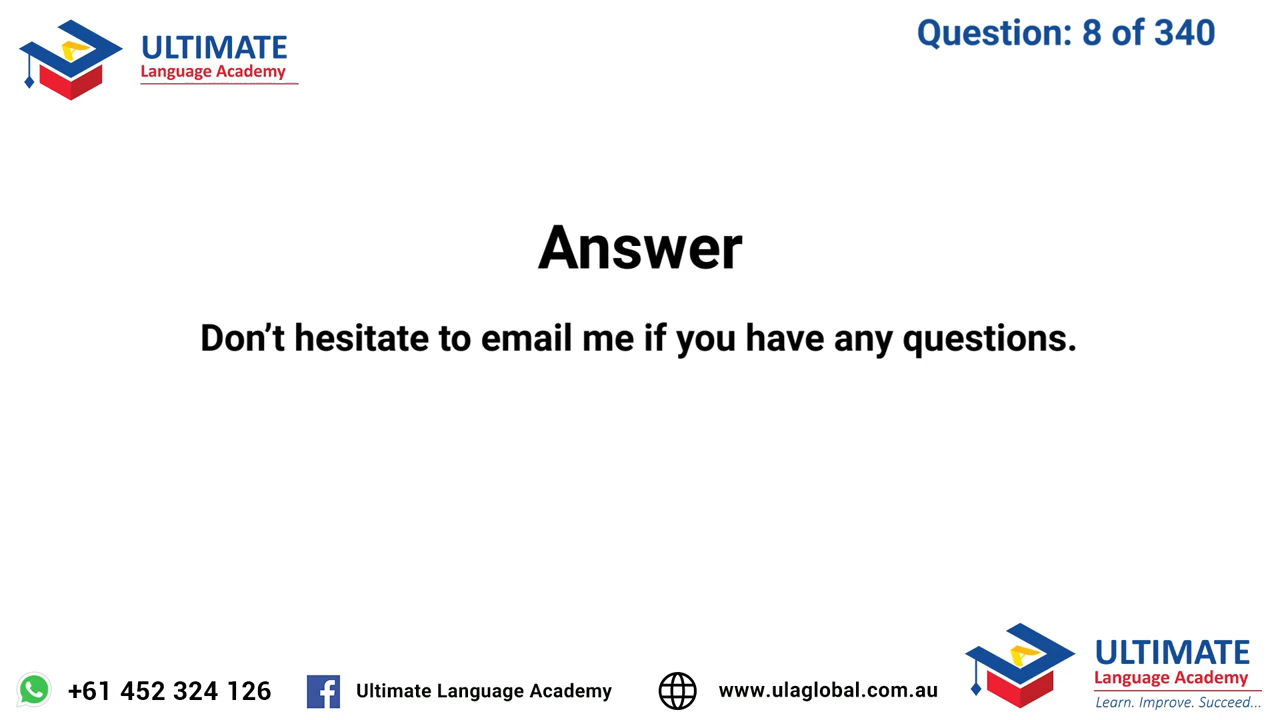 ULTIMATE
Language Academy
Question: 8 of 340
Answer
Don’t hesitate to email me if you have any questions.
+61 452 324 126
Ultimate Language Academy
www.ulaglobal.com.au
ULTIMATE
Language Academy
Learn. Improve. Succeed...